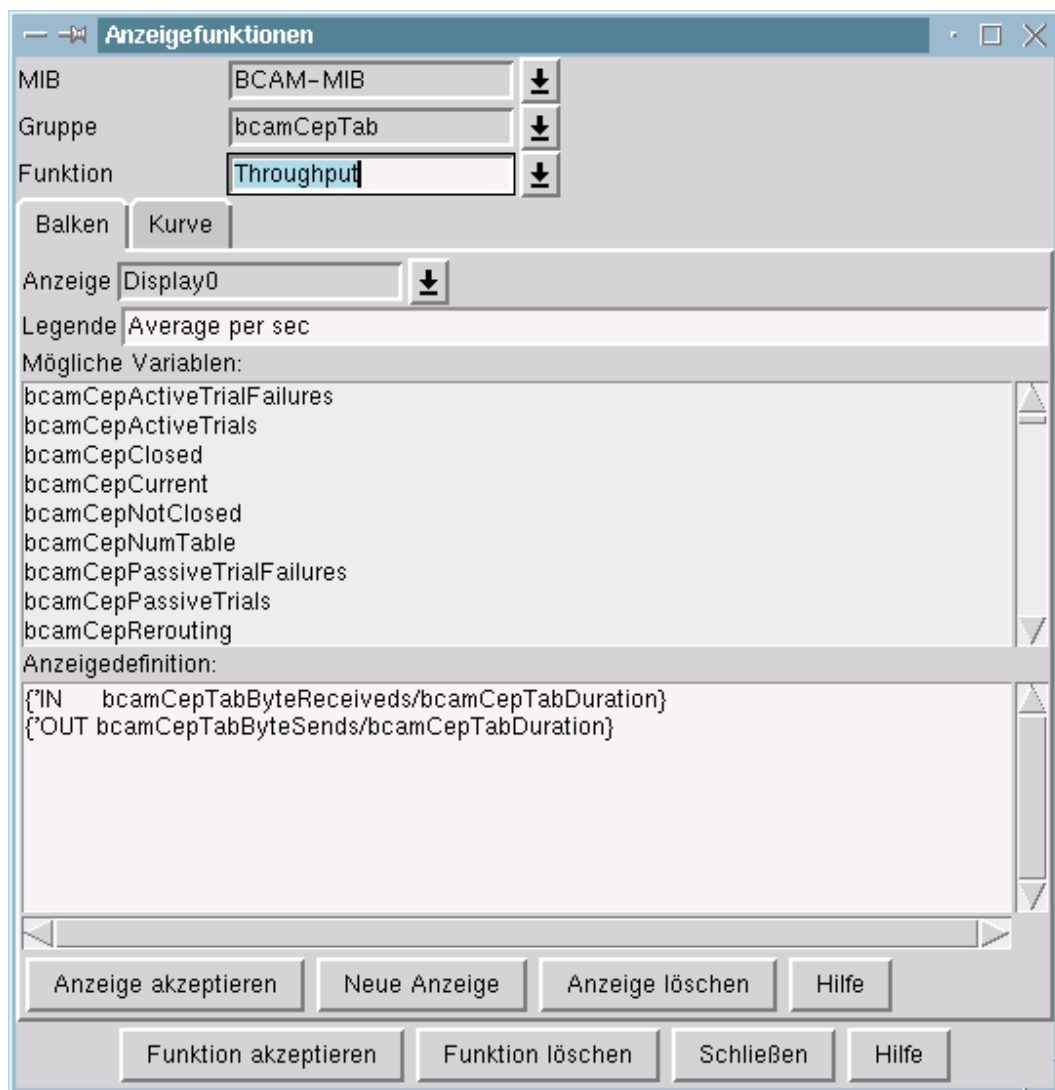 Anzeigefunktionen
MIB BCAM-MIB
Gruppe bcamCepTab
Funktion Throughput
Balken Kurve
Anzeige Display0
Legende Average per sec
Mögliche Variablen:
bcamCepActiveTrialFailures
bcamCepActiveTrials
bcamCepClosed
bcamCepCurrent
bcamCepNotClosed
bcamCepNumTable
bcamCepPassiveTrialFailures
bcamCepPassiveTrials
bcamCepRerouting
Anzeigedefinition:
{'IN bcamCepTabByteReceiveds/bcamCepTabDuration}
{'OUT bcamCepTabByteSends/bcamCepTabDuration}
Anzeige akzeptieren Neue Anzeige Anzeige löschen Hilfe
Funktion akzeptieren Funktion löschen Schließen Hilfe